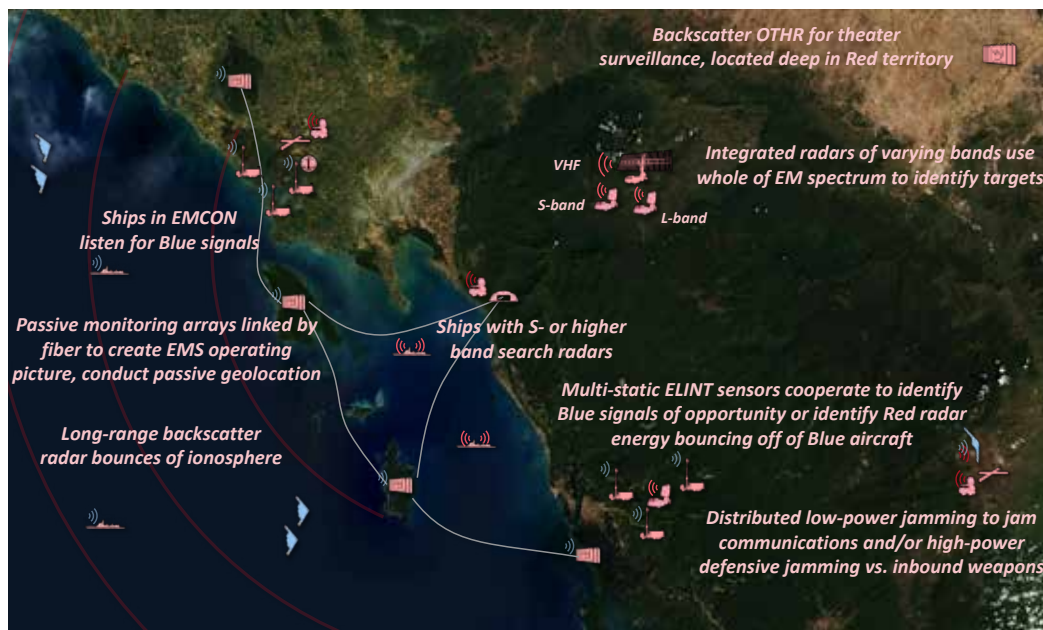 Backscatter OTHR for theater
surveillance, located deep in Red territory
VHF
Integrated radars of varying bands use
whole of EM spectrum to identify targets
S-band
L-band
Ships in EMCON
listen for Blue signals
Passive monitoring arrays linked by
fiber to create EMS operating
picture, conduct passive geolocation
Ships with S- or higher
band search radars
Multi-static ELINT sensors cooperate to identify
Blue signals of opportunity or identify Red radar
energy bouncing off of Blue aircraft
Long-range backscatter
radar bounces of ionosphere
Distributed low-power jamming to jam
communications and/or high-power
defensive jamming vs. inbound weapons